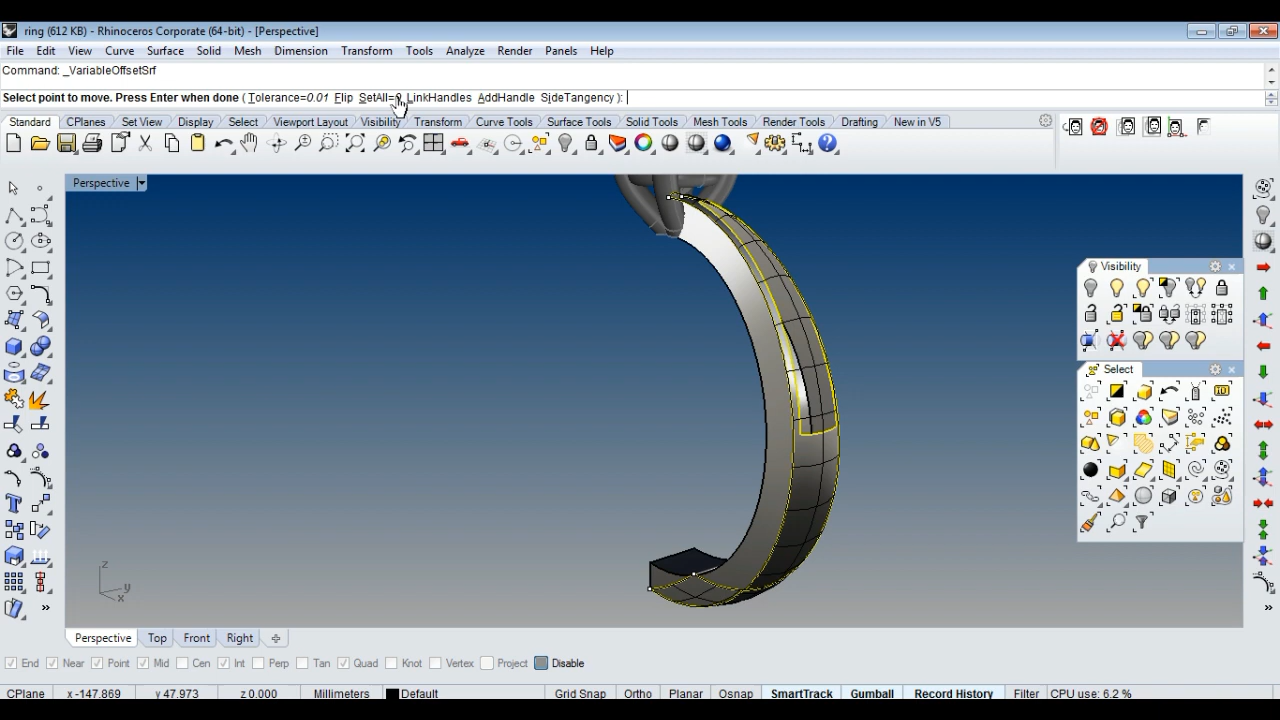 ring (612 KB) - Rhinoceros Corporate (64-bit) - [Perspective]
File Edit View Curve Surface Solid Mesh Dimension Transform Tools Analyze Render Panels Help
Command: _VariableOffsetSrf
Select point to move. Press Enter when done ( Tolerance=0.01 Flip SetAll= LinkHandles AddHandle SideTangency ):
Standard CPlanes Set View Display Select Viewport Layout Visibility Transform Curve Tools Surface Tools Solid Tools Mesh Tools Render Tools Drafting New in V5
Perspective
Visibility
Select
z
y
x
Perspective Top Front Right
End Near Point Mid Cen Int Perp Tan Quad Knot Vertex Project Disable
CPlane x -147.869 y 47.973 z 0.000 Millimeters Default Grid Snap Ortho Planar Osnap SmartTrack Gumball Record History Filter CPU use: 6.2 %